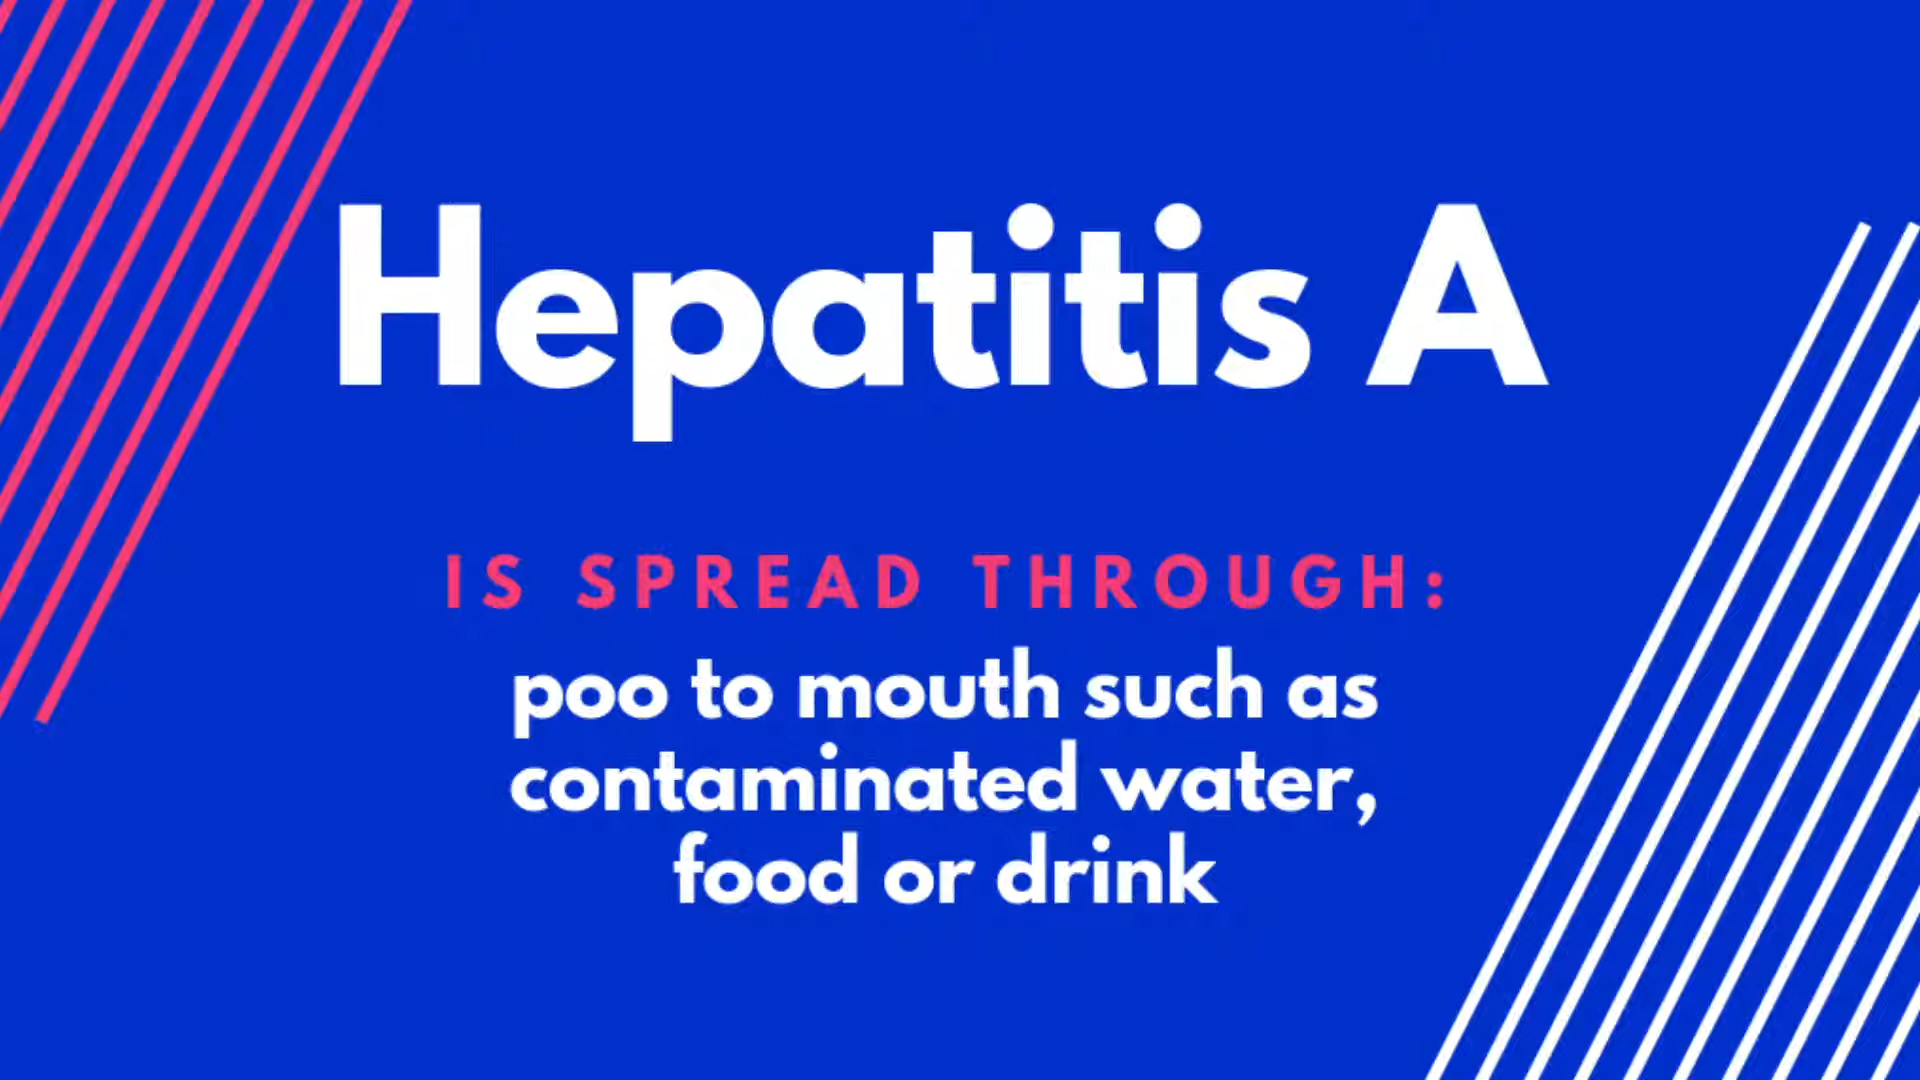 Hepatitis A
IS SPREAD THROUGH:
poo to mouth such as
contaminated water,
food or drink